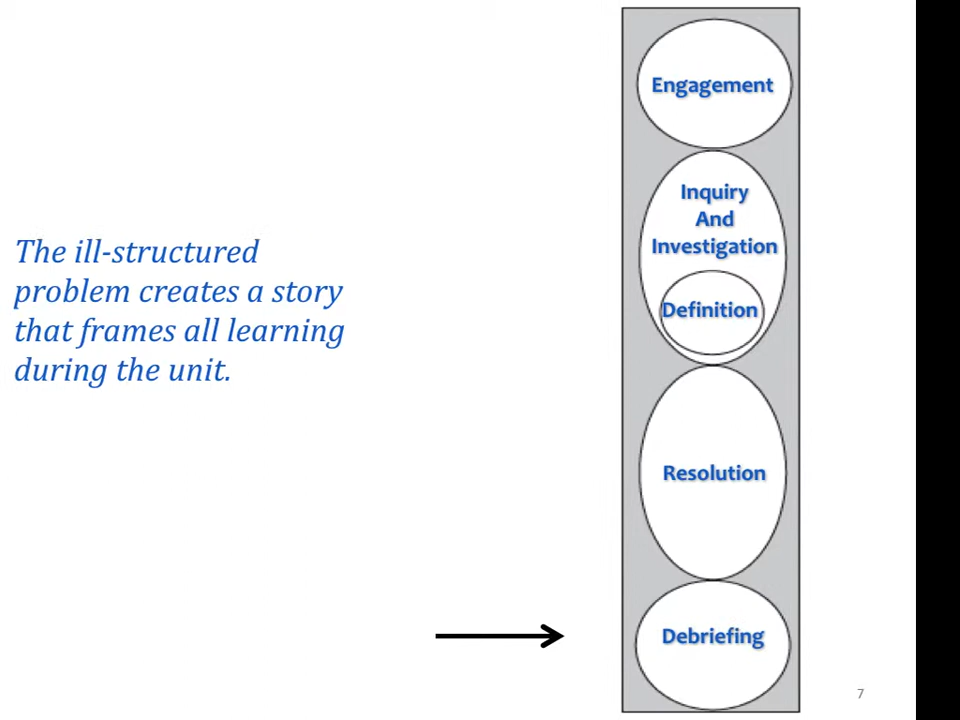 The ill-structured
problem creates a story
that frames all learning
during the unit.
Engagement
Inquiry
And
Investigation
Definition
Resolution
Debriefing
7